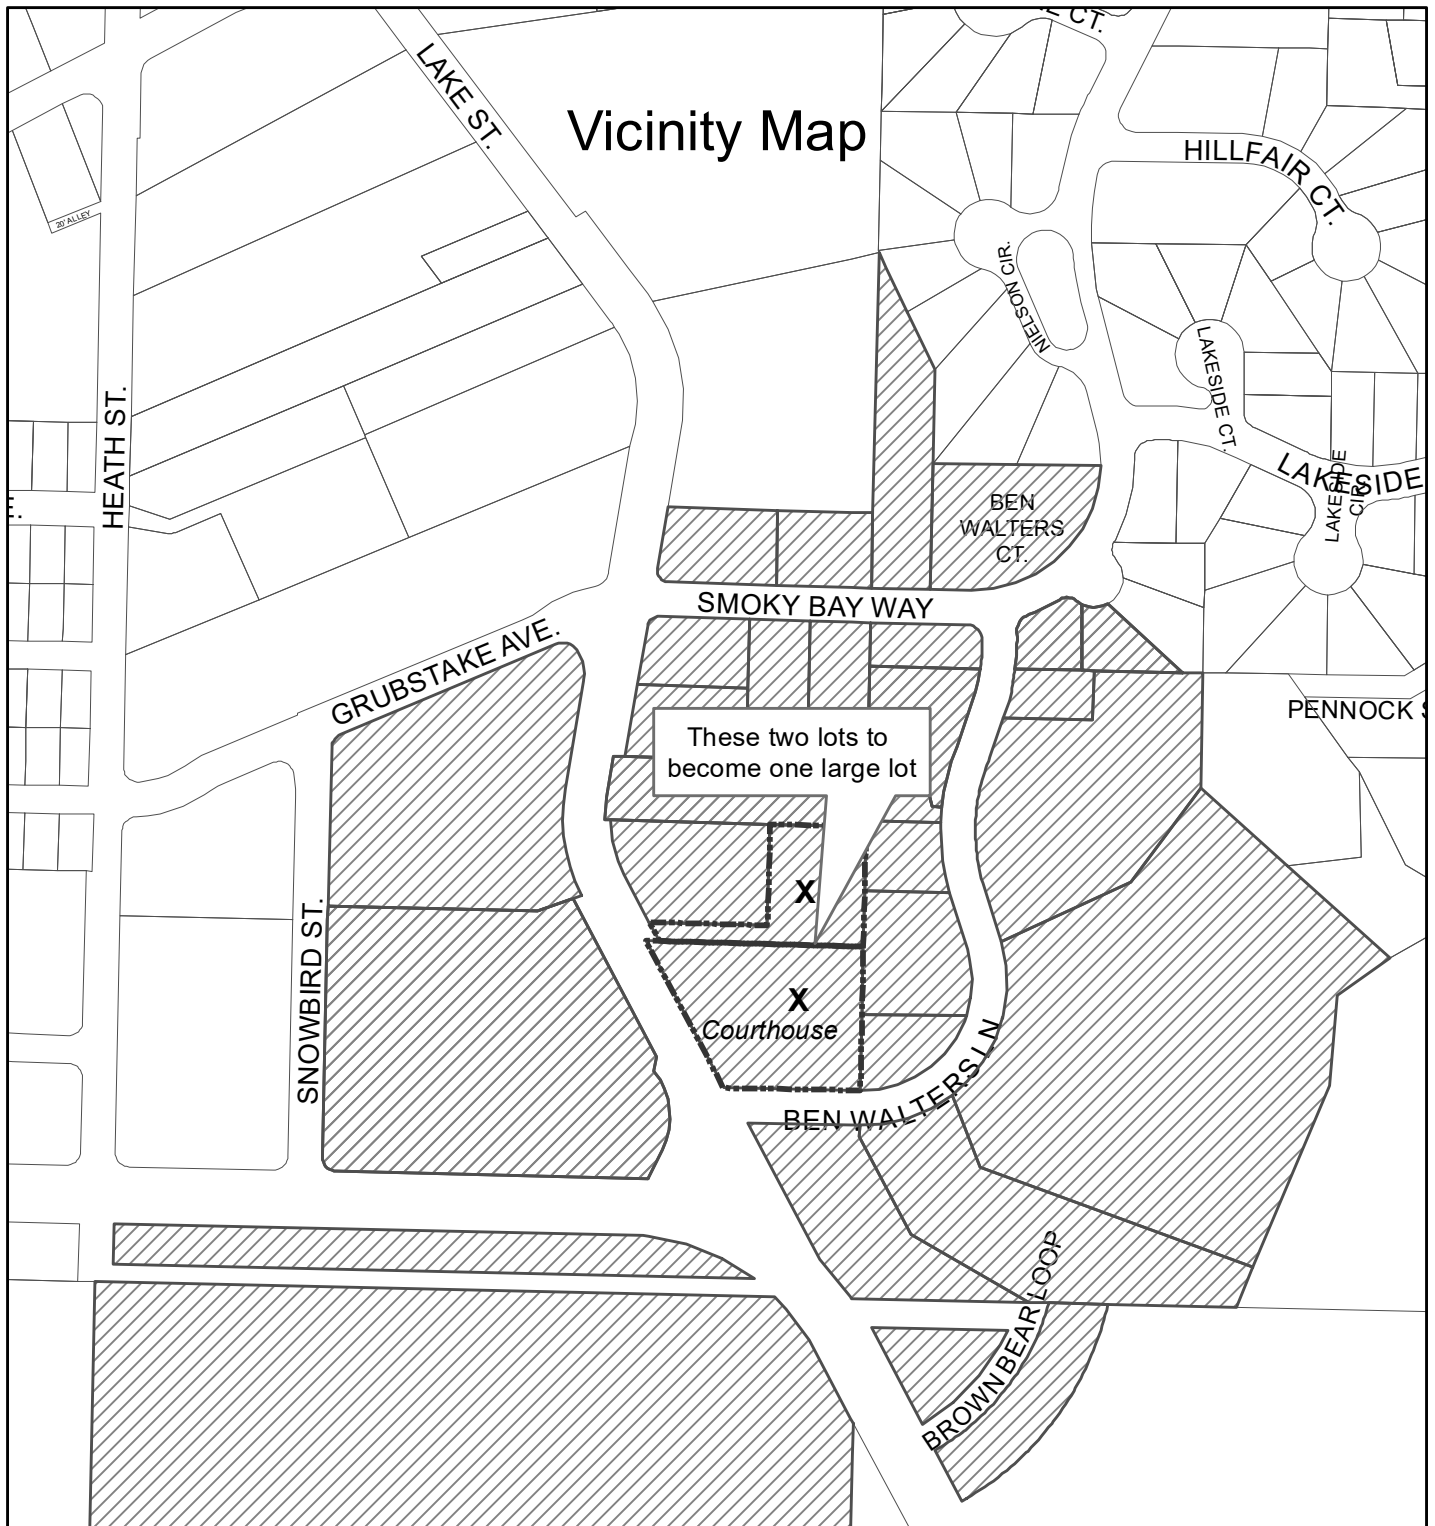 E CT.
LAKE ST.
Vicinity Map
HILLFAIR CT.
20' ALLEY
NIELSON CIR.
LAKESIDE CT.
HEATH ST.
LAKESIDE
LAKESIDE
CIR.
E.
BEN
WALTERS
CT.
SMOKY BAY WAY
GRUBSTAKE AVE.
PENNOCK S
These two lots to
become one large lot
X
SNOWBIRD ST.
X
Courthouse
BEN WALTERS LN
BROWN BEAR LOOP